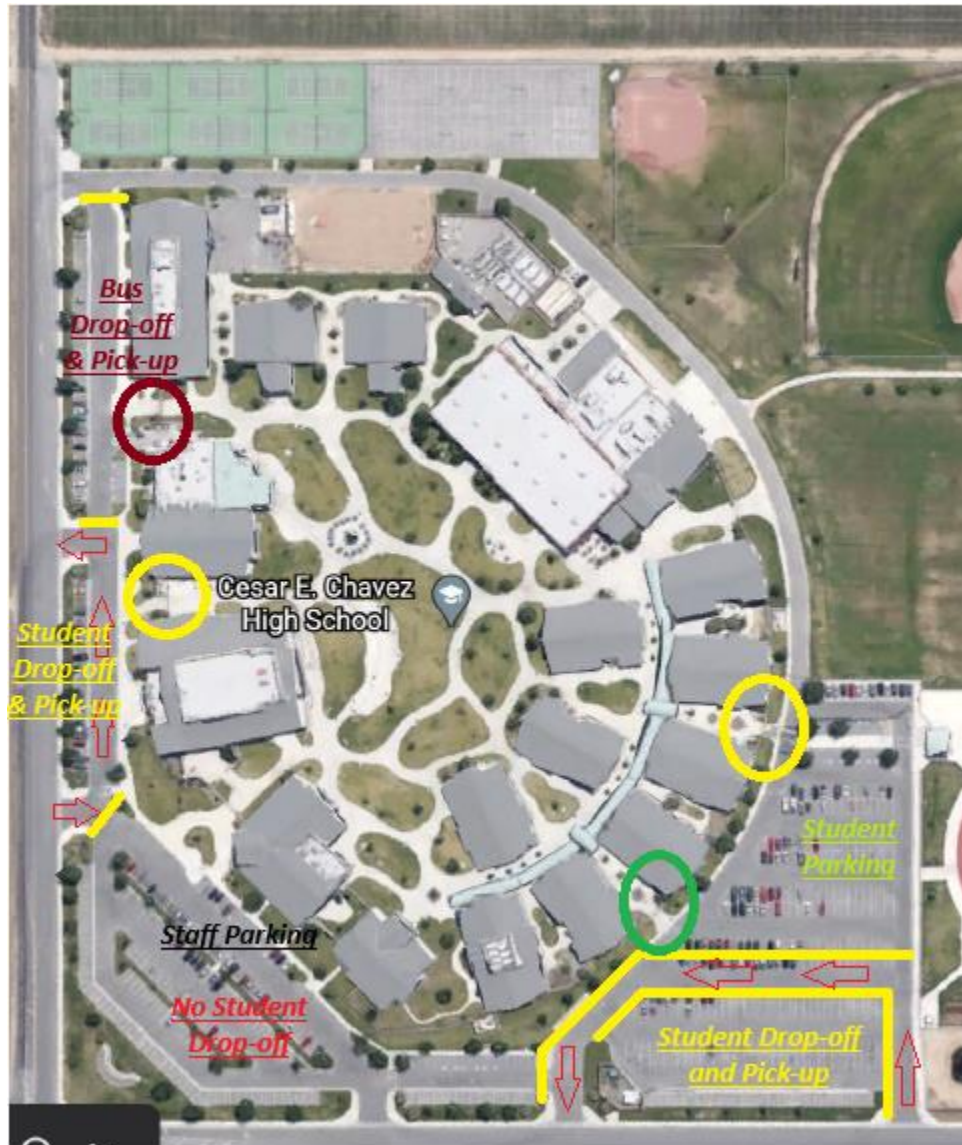 Bus
Drop-off
& Pick-up
Cesar E. Chavez
High School
Student
Drop-off
& Pick-up
Student
Parking
Staff Parking
No Student
Drop-off
Student Drop-off
and Pick-up